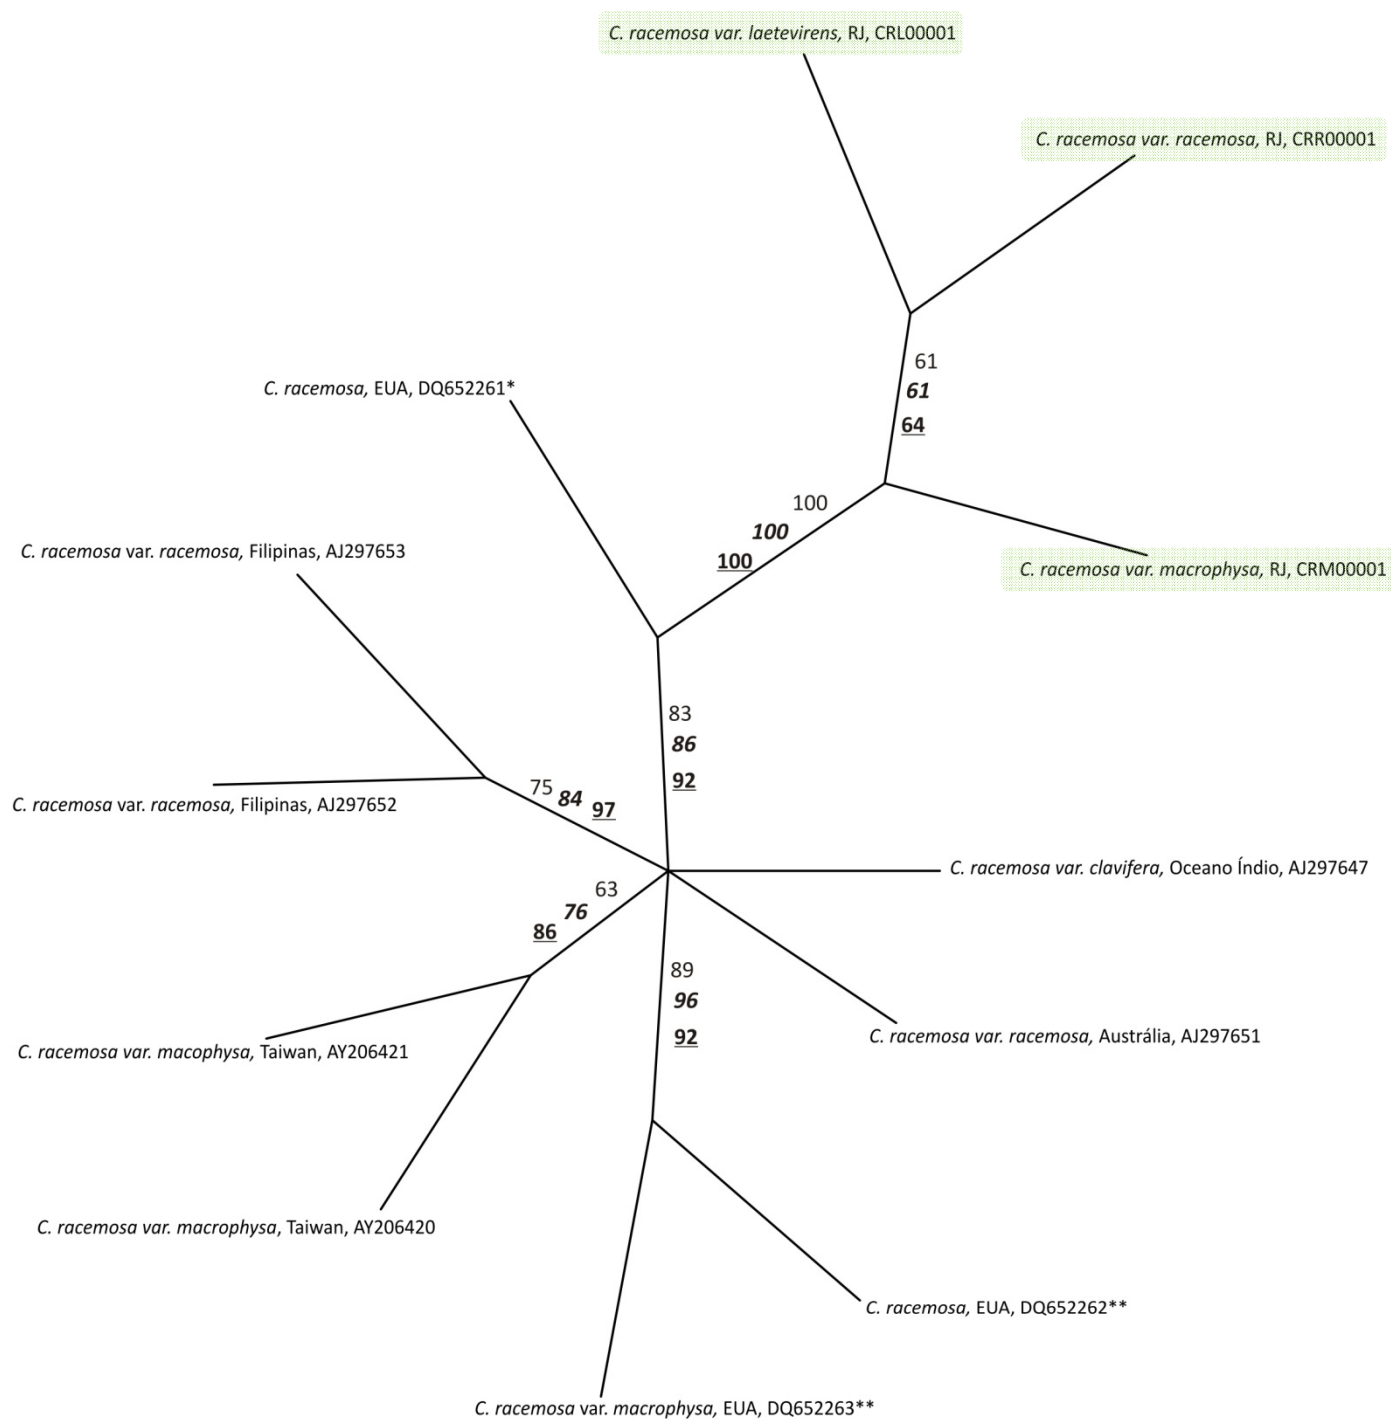 C. racemosa var. laetevirens, RJ, CRL00001
C. racemosa var. racemosa, RJ, CRR00001
61
61
64
C. racemosa, EUA, DQ652261*
100
100
100
C. racemosa var. racemosa, Filipinas, AJ297653
C. racemosa var. macrophysa, RJ, CRM00001
83
86
92
75 84 97
C. racemosa var. racemosa, Filipinas, AJ297652
C. racemosa var. clavifera, Oceano Índio, AJ297647
63
76
86
89
96
92
C. racemosa var. racemosa, Austrália, AJ297651
C. racemosa var. macophysa, Taiwan, AY206421
C. racemosa var. macrophysa, Taiwan, AY206420
C. racemosa, EUA, DQ652262**
C. racemosa var. macrophysa, EUA, DQ652263**